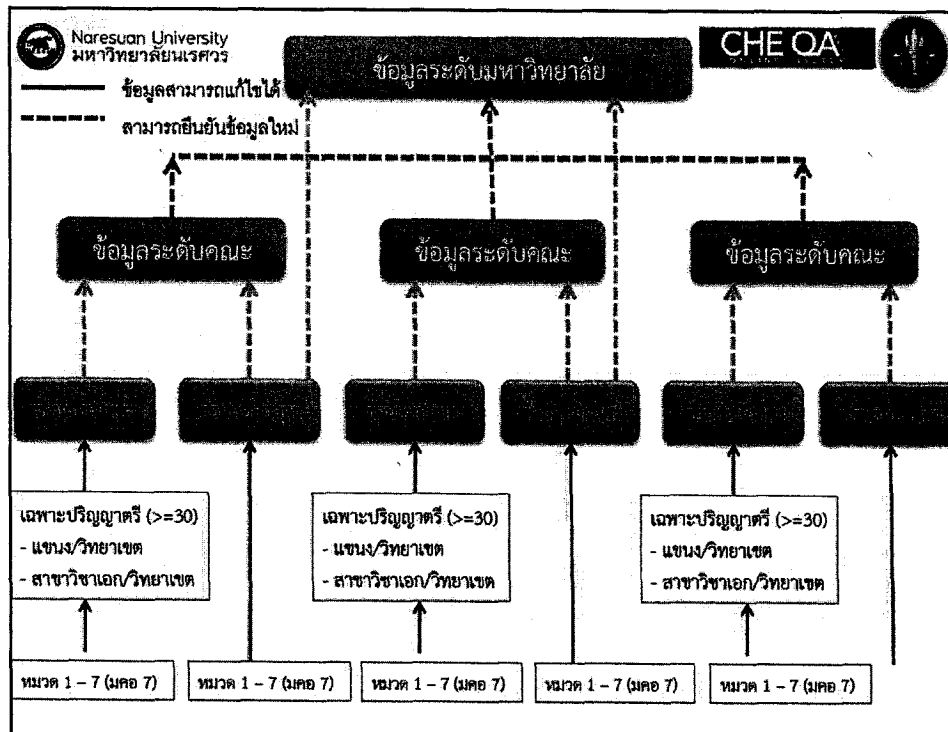 Naresuan University
มหาวิทยาลัยนเรศวร
CHE QA
ข้อมูลระดับมหาวิทยาลัย
ข้อมูลสามารถแก้ไขได้
สามารถยืนยันข้อมูลใหม่
ข้อมูลระดับคณะ
ข้อมูลระดับคณะ
ข้อมูลระดับคณะ
เฉพาะปริญญาตรี (>=30)
- แขนง/วิทยาเขต
- สาขาวิชาเอก/วิทยาเขต
เฉพาะปริญญาตรี (>=30)
- แขนง/วิทยาเขต
- สาขาวิชาเอก/วิทยาเขต
เฉพาะปริญญาตรี (>=30)
- แขนง/วิทยาเขต
- สาขาวิชาเอก/วิทยาเขต
หมวด 1 – 7 (มคอ 7)
หมวด 1 – 7 (มคอ 7)
หมวด 1 – 7 (มคอ 7)
หมวด 1 – 7 (มคอ 7)
หมวด 1 – 7 (มคอ 7)